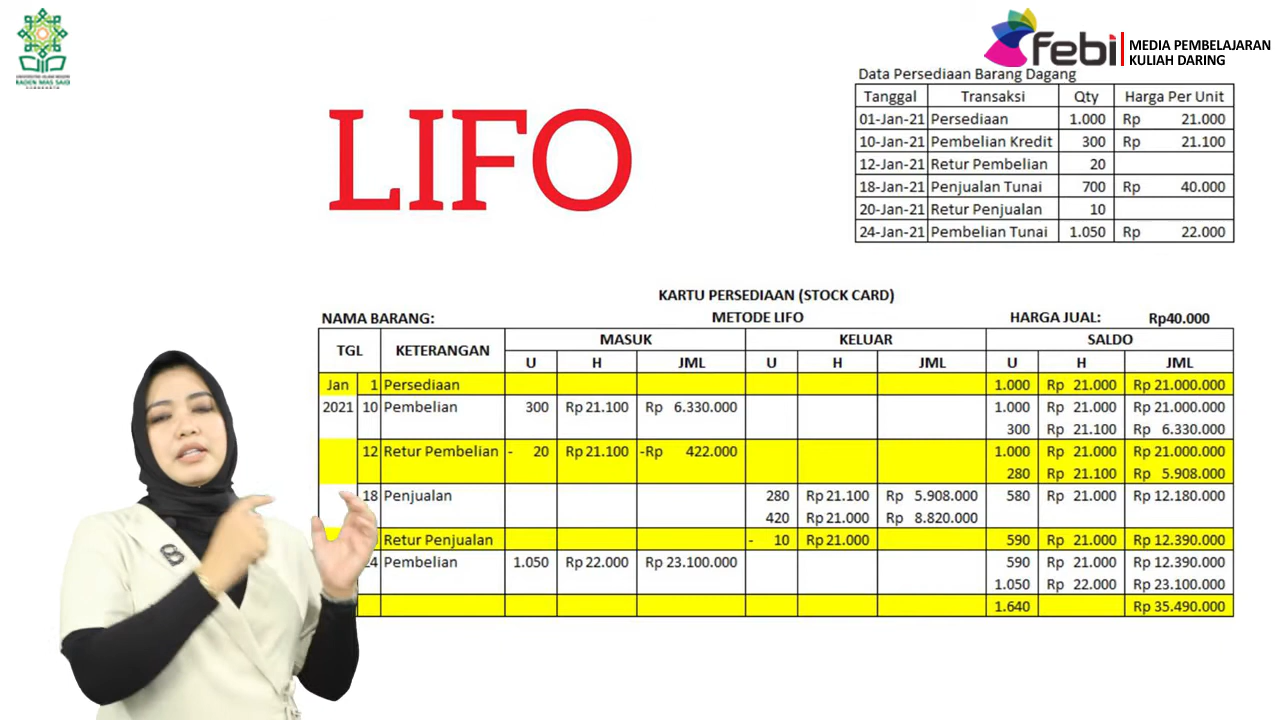 UNIVERSITAS ISLAM NEGERI
RADEN MAS SAID
SURAKARTA
febi
MEDIA PEMBELAJARAN
KULIAH DARING
LIFO
Data Persediaan Barang Dagang
Tanggal Transaksi Qty Harga Per Unit
01-Jan-21 Persediaan 1.000 Rp 21.000
10-Jan-21 Pembelian Kredit 300 Rp 21.100
12-Jan-21 Retur Pembelian 20
18-Jan-21 Penjualan Tunai 700 Rp 40.000
20-Jan-21 Retur Penjualan 10
24-Jan-21 Pembelian Tunai 1.050 Rp 22.000
KARTU PERSEDIAAN (STOCK CARD)
NAMA BARANG: METODE LIFO HARGA JUAL: Rp40.000
TGL KETERANGAN MASUK KELUAR SALDO
U H JML U H JML U H JML
Jan 1 Persediaan 1.000 Rp 21.000 Rp 21.000.000
2021 10 Pembelian 300 Rp 21.100 Rp 6.330.000 1.000 Rp 21.000 Rp 21.000.000
300 Rp 21.100 Rp 6.330.000
12 Retur Pembelian - 20 Rp 21.100 -Rp 422.000 1.000 Rp 21.000 Rp 21.000.000
280 Rp 21.100 Rp 5.908.000
18 Penjualan 280 Rp 21.100 Rp 5.908.000 580 Rp 21.000 Rp 12.180.000
420 Rp 21.000 Rp 8.820.000
Retur Penjualan - 10 Rp 21.000 590 Rp 21.000 Rp 12.390.000
24 Pembelian 1.050 Rp 22.000 Rp 23.100.000 590 Rp 21.000 Rp 12.390.000
1.050 Rp 22.000 Rp 23.100.000
1.640 Rp 35.490.000